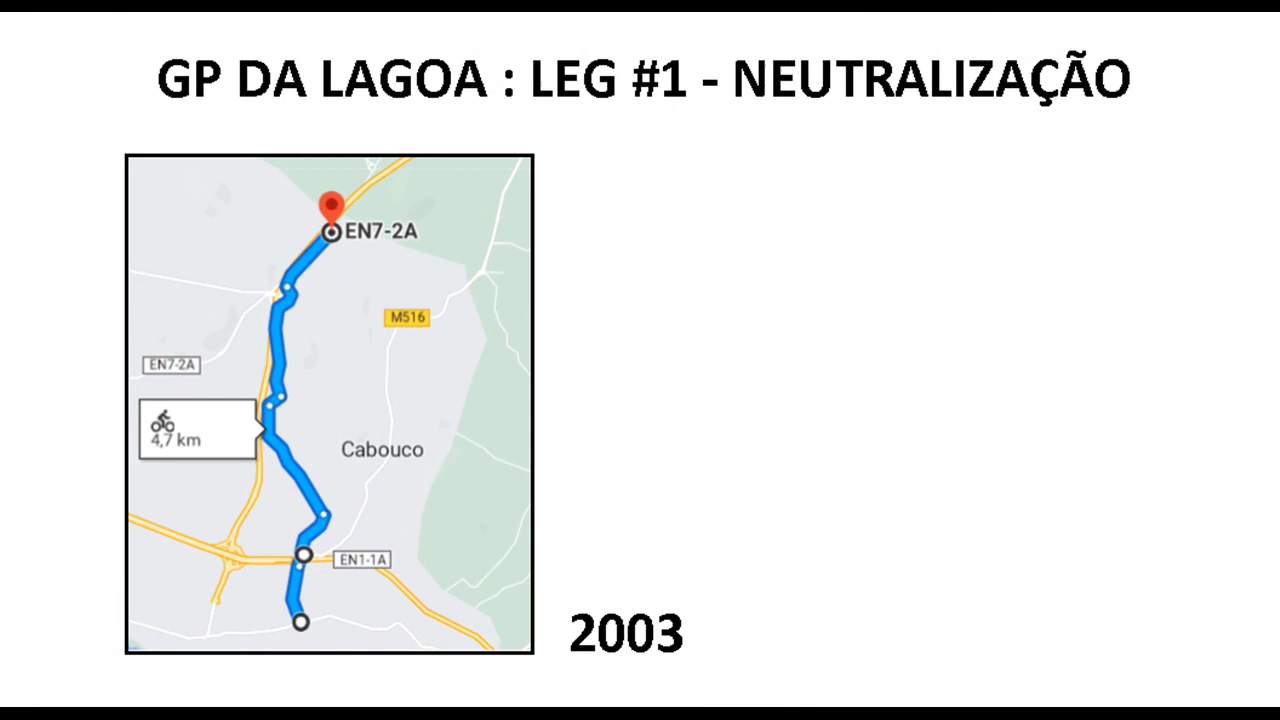 GP DA LAGOA : LEG #1 - NEUTRALIZAÇÃO
EN7-2A
M516
EN7-2A
4,7 km
Cabouco
EN1-1A
2003